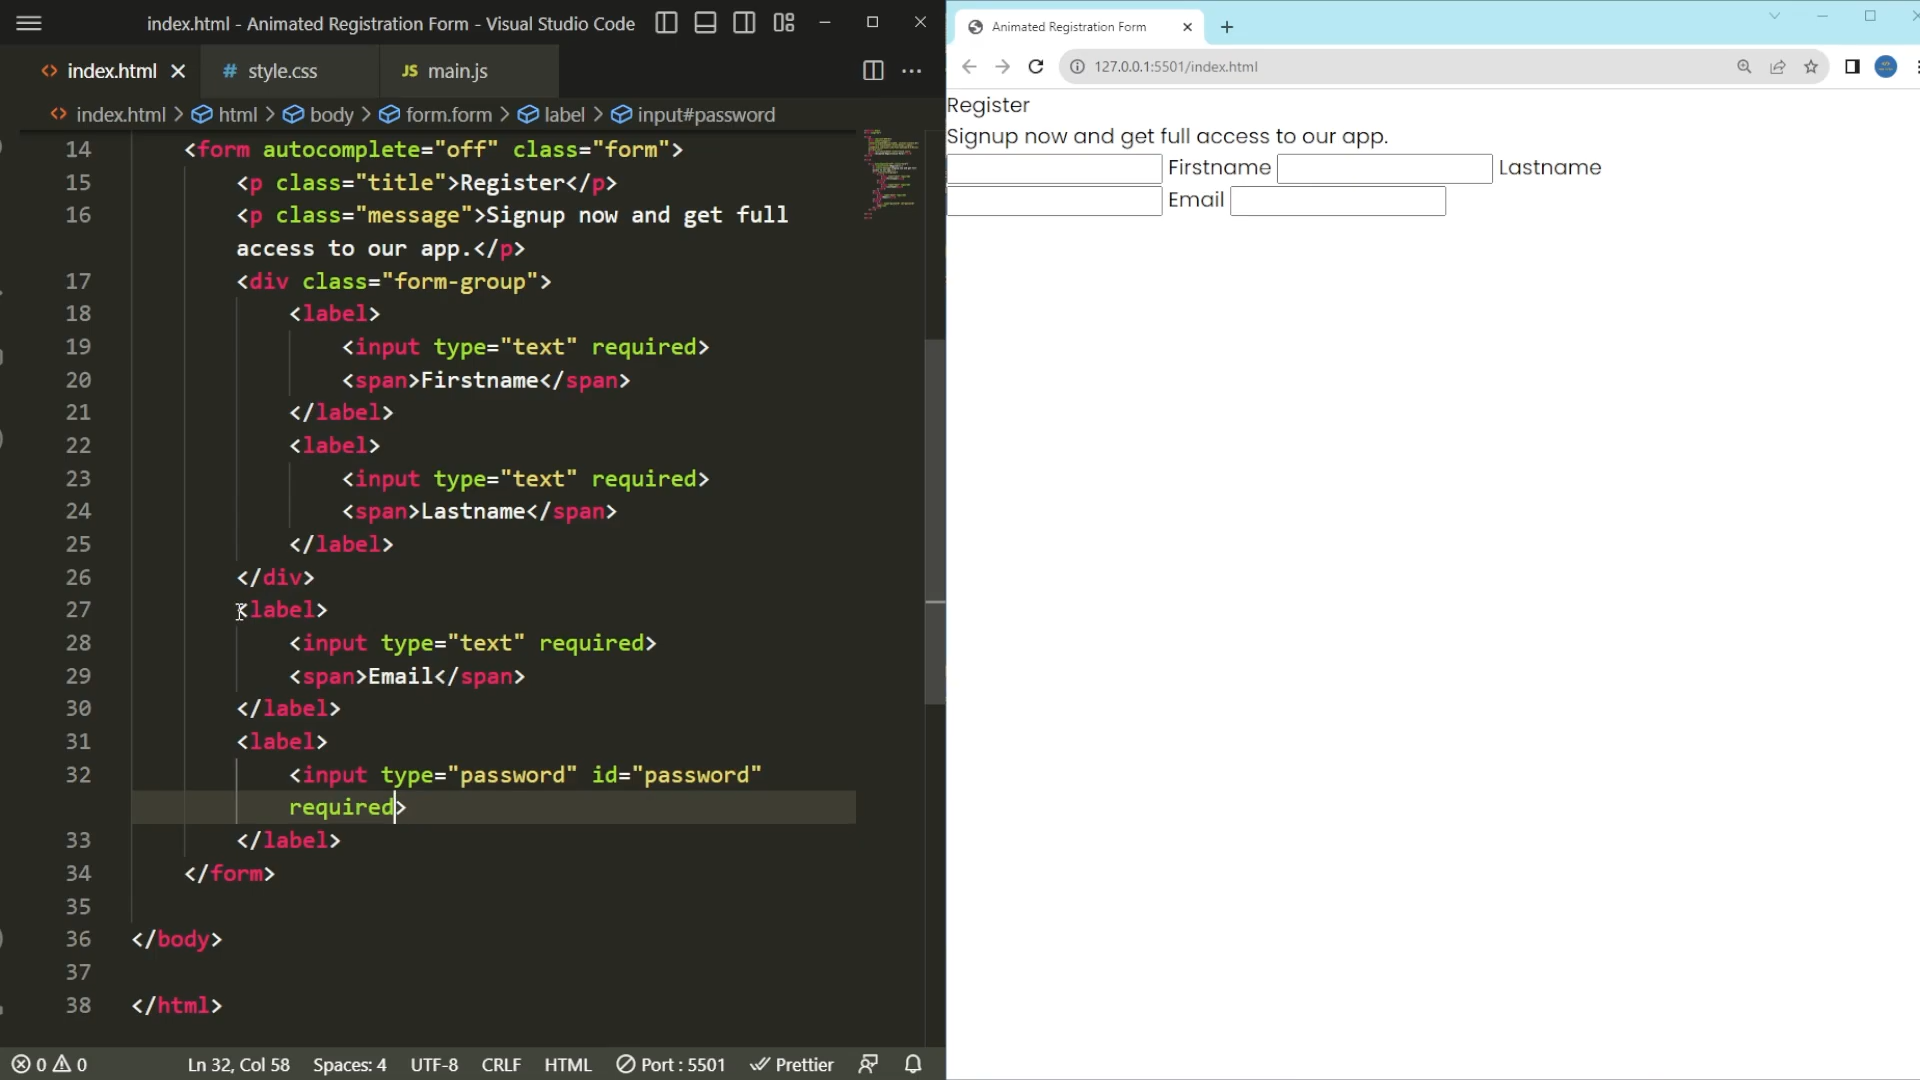 index.html - Animated Registration Form - Visual Studio Code
index.html
# style.css
JS main.js
index.html > html > body > form.form > label > input#password
14 <form autocomplete="off" class="form">
15 <p class="title">Register</p>
16 <p class="message">Signup now and get full
access to our app.</p>
17 <div class="form-group">
18 <label>
19 <input type="text" required>
20 <span>Firstname</span>
21 </label>
22 <label>
23 <input type="text" required>
24 <span>Lastname</span>
25 </label>
26 </div>
27 <label>
28 <input type="text" required>
29 <span>Email</span>
30 </label>
31 <label>
32 <input type="password" id="password"
required>
33 </label>
34 </form>
35
36 </body>
37
38 </html>
0 0 Ln 32, Col 58 Spaces: 4 UTF-8 CRLF HTML Port : 5501 Prettier
Animated Registration Form
127.0.0.1:5501/index.html
Register
Signup now and get full access to our app.
Firstname Lastname
Email